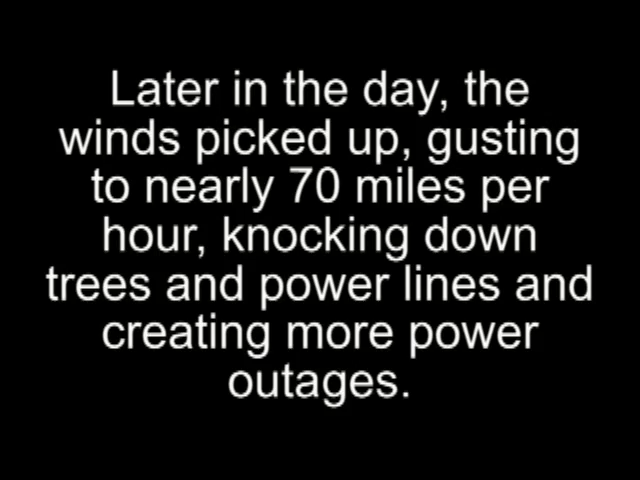 Later in the day, the
winds picked up, gusting
to nearly 70 miles per
hour, knocking down
trees and power lines and
creating more power
outages.